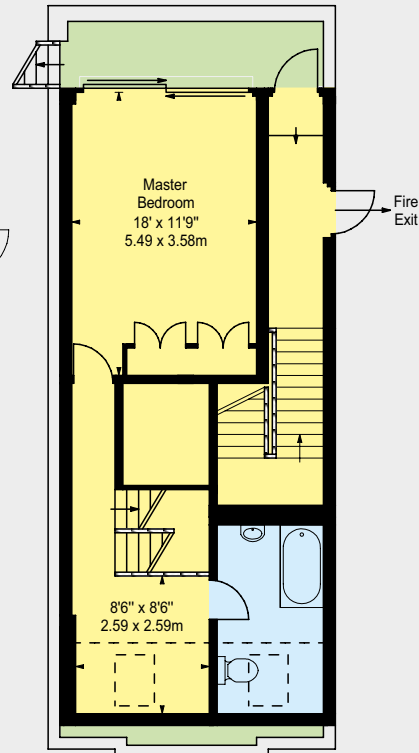 Master
Bedroom
18' x 11'9"
5.49 x 3.58m
Fire
Exit
8'6" x 8'6"
2.59 x 2.59m